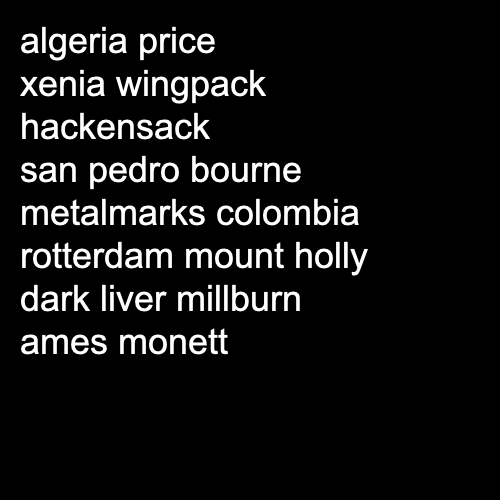 algeria price
xenia wingpack
hackensack
san pedro bourne
metalmarks colombia
rotterdam mount holly
dark liver millburn
ames monett